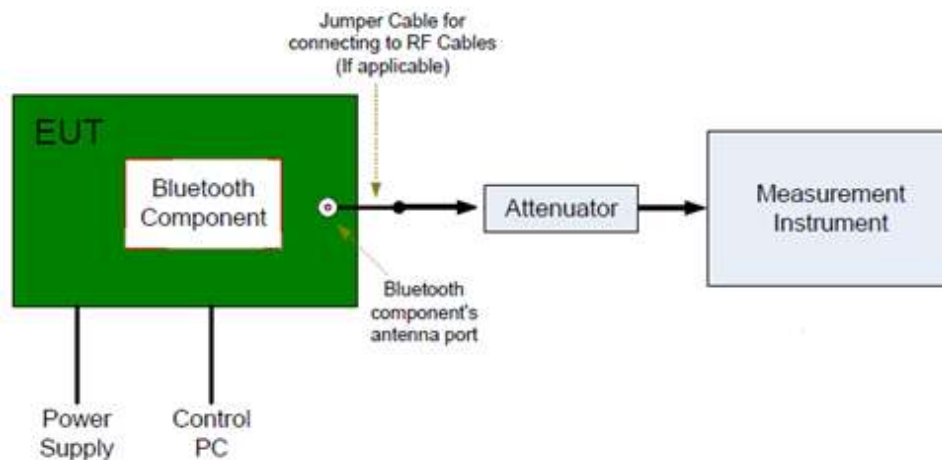 Jumper Cable for
connecting to RF Cables
(If applicable)
EUT
Bluetooth
Component
Attenuator
Measurement
Instrument
Bluetooth
component's
antenna port
Power
Supply
Control
PC